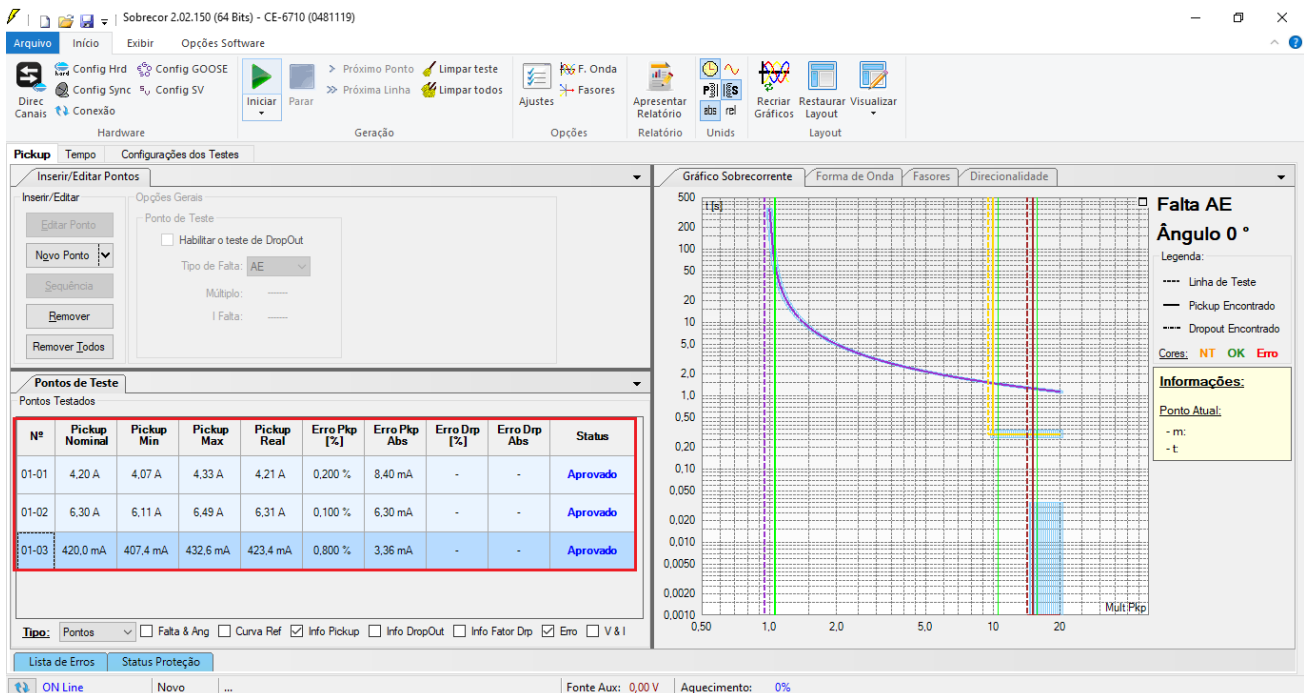 Sobrecor 2.02.150 (64 Bits) - CE-6710 (0481119)
Arquivo Início Exibir Opções Software
Direc Canais
Config Hrd Config GOOSE
Config Sync Config SV
Conexão
Hardware
Iniciar
Parar
Próximo Ponto Limpar teste
Próxima Linha Limpar todos
Geração
Ajustes
F. Onda
Fasores
Opções
Apresentar Relatório
Relatório
abs rel
Unids
Recriar Gráficos
Restaurar Layout
Visualizar
Layout
Pickup Tempo Configurações dos Testes
Inserir/Editar Pontos
Inserir/Editar
Editar Ponto
Novo Ponto
Sequência
Remover
Remover Todos
Opções Gerais
Ponto de Teste
Habilitar o teste de DropOut
Tipo de Falta: AE
Múltiplo: -----
I Falta: -----
Pontos de Teste
Pontos Testados
Nº Pickup Nominal Pickup Min Pickup Max Pickup Real Erro Pkp [%] Erro Pkp Abs Erro Drp [%] Erro Drp Abs Status
01-01 4,20 A 4,07 A 4,33 A 4,21 A 0,200 % 8,40 mA - - Aprovado
01-02 6,30 A 6,11 A 6,49 A 6,31 A 0,100 % 6,30 mA - - Aprovado
01-03 420,0 mA 407,4 mA 432,6 mA 423,4 mA 0,800 % 3,36 mA - - Aprovado
Tipo: Pontos Falta & Ang Curva Ref Info Pickup Info DropOut Info Fator Drp Erro V & I
Gráfico Sobrecorrente Forma de Onda Fasores Direcionalidade
t [s]
500
200
100
50
20
10
5,0
2,0
1,0
0,50
0,20
0,10
0,050
0,020
0,010
0,0050
0,0020
0,0010
Mult Pkp
0,50 1,0 2,0 5,0 10 20
Falta AE
Ângulo 0 °
Legenda:
Linha de Teste
Pickup Encontrado
Dropout Encontrado
Cores: NT OK Erro
Informações:
Ponto Atual:
- m:
- t:
Lista de Erros Status Proteção
ON Line Novo ... Fonte Aux: 0,00 V Aquecimento: 0%